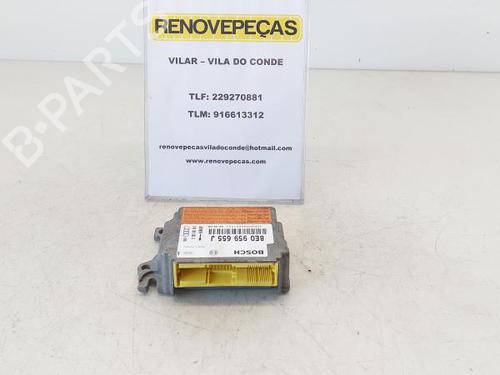 RENOVEPEÇAS
VILAR – VILA DO CONDE
TLF: 229270881
TLM: 916613312
renovepecasviladoconde@hotmail.com
www.renovepecas.com
8E0 959 655 J
BOSCH
B-PARTS